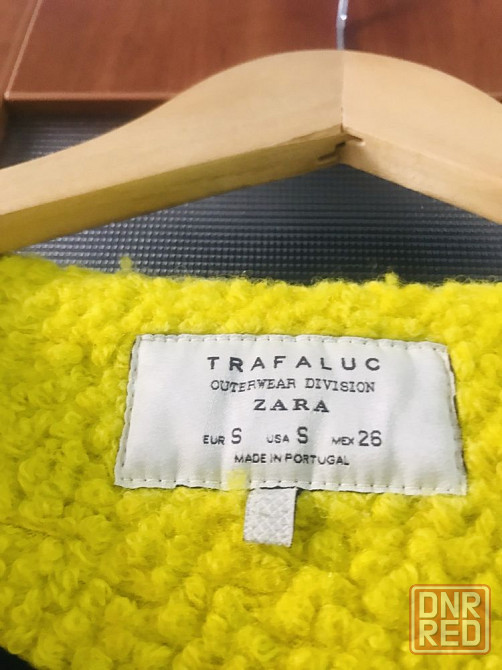 TRAFALUC
OUTERWEAR DIVISION
ZARA
EUR S USA S MEX 26
MADE IN PORTUGAL
DNR
RED